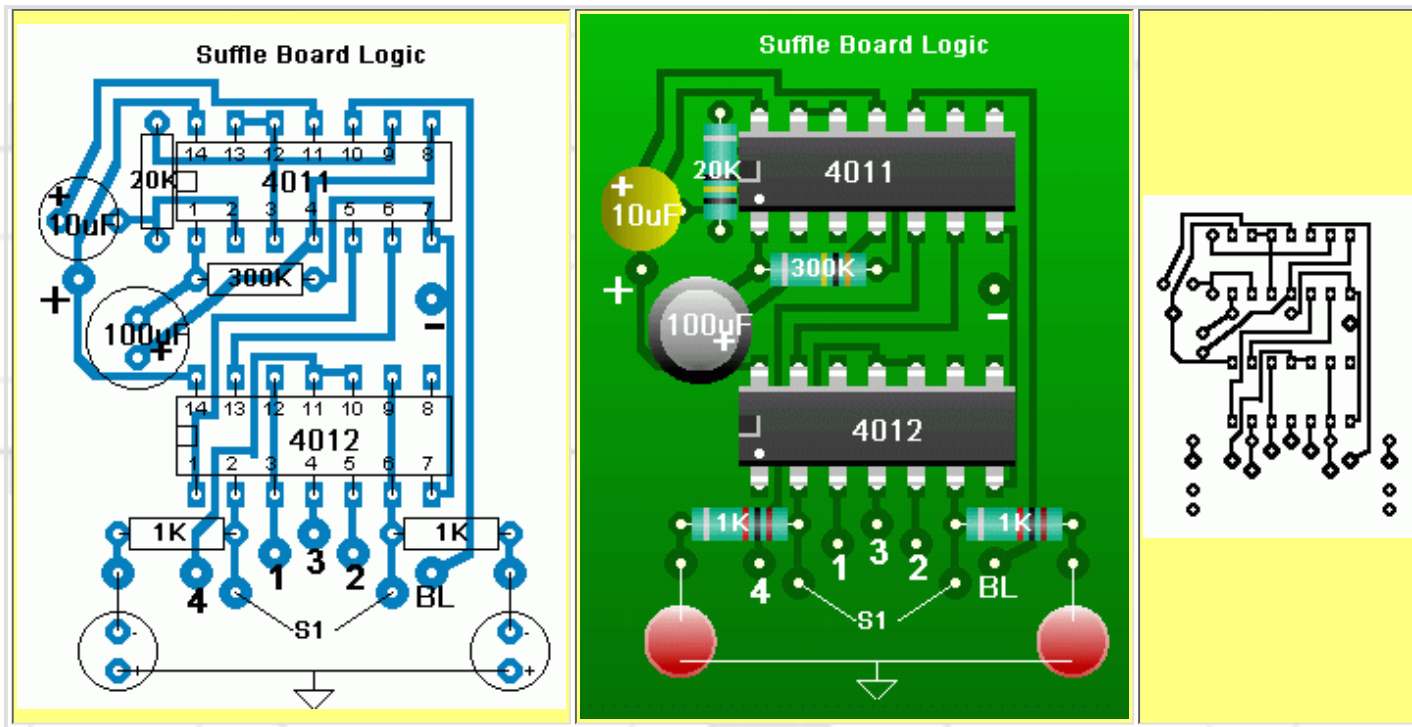 Suffle Board Logic
14 13 12 11 10 9 8
20K
4011
+
10uF
1 2 3 4 5 6 7
300K
+
-
100uF
+
14 13 12 11 10 9 8
4012
1 2 3 4 5 6 7
1K
1K
3
1 2
4
BL
S1
-
-
+
+
Suffle Board Logic
20K
4011
+
10uF
300K
+
-
100uF
+
4012
1K
1K
1 3 2
4
BL
S1